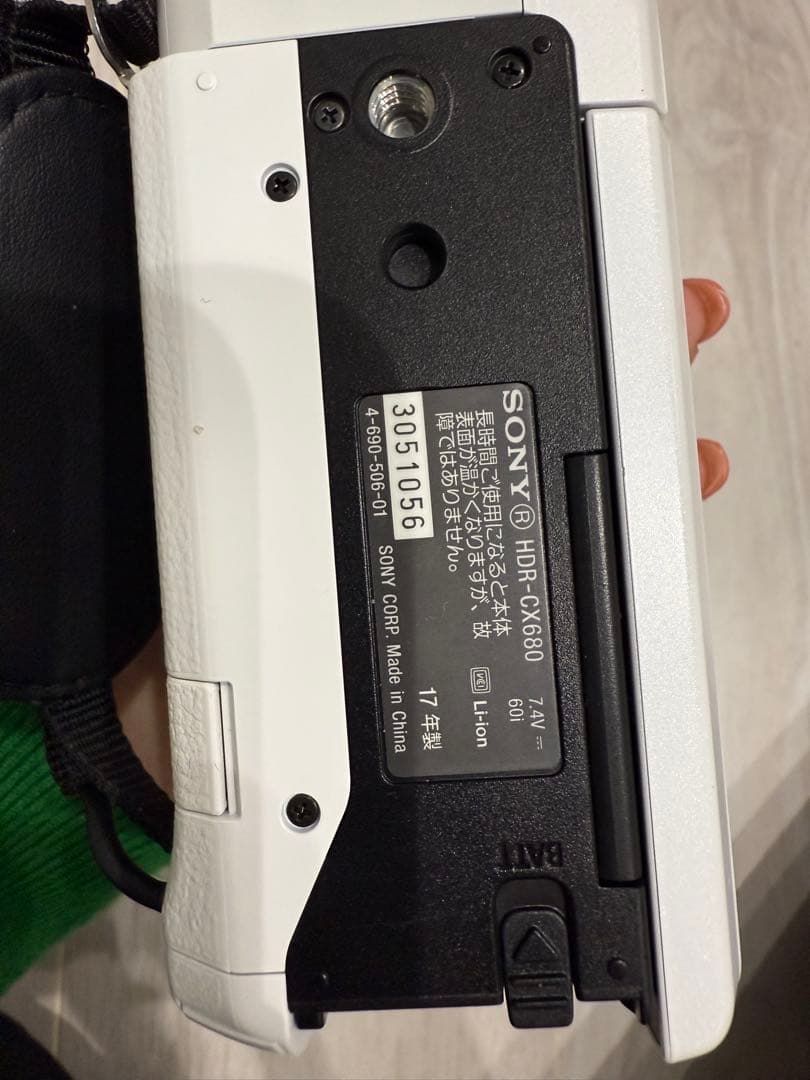 SONY® HDR-CX680 7.4V ⎓
60i
長時間ご使用になると本体
表面が温かくなりますが、故
障ではありません。
Li-ion
3051056
17 年製
4-690-506-01 SONY CORP. Made in China
BATT